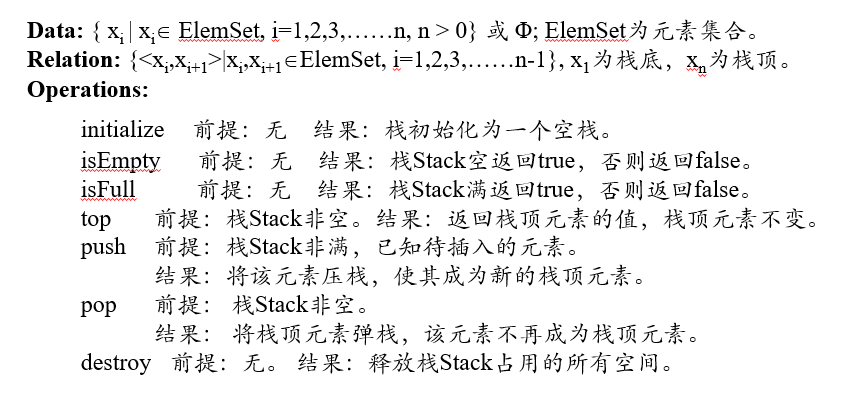 Data: { xi | xi∈ ElemSet, i=1,2,3,……n, n > 0} 或 Φ; ElemSet为元素集合。
Relation: {<xi,xi+1>|xi,xi+1∈ElemSet, i=1,2,3,……n-1}, x1为栈底，xn为栈顶。
Operations:
initialize 前提：无 结果：栈初始化为一个空栈。
isEmpty 前提：无 结果：栈Stack空返回true，否则返回false。
isFull 前提：无 结果：栈Stack满返回true，否则返回false。
top 前提：栈Stack非空。结果：返回栈顶元素的值，栈顶元素不变。
push 前提：栈Stack非满，已知待插入的元素。
结果：将该元素压栈，使其成为新的栈顶元素。
pop 前提： 栈Stack非空。
结果： 将栈顶元素弹栈，该元素不再成为栈顶元素。
destroy 前提：无。 结果：释放栈Stack占用的所有空间。